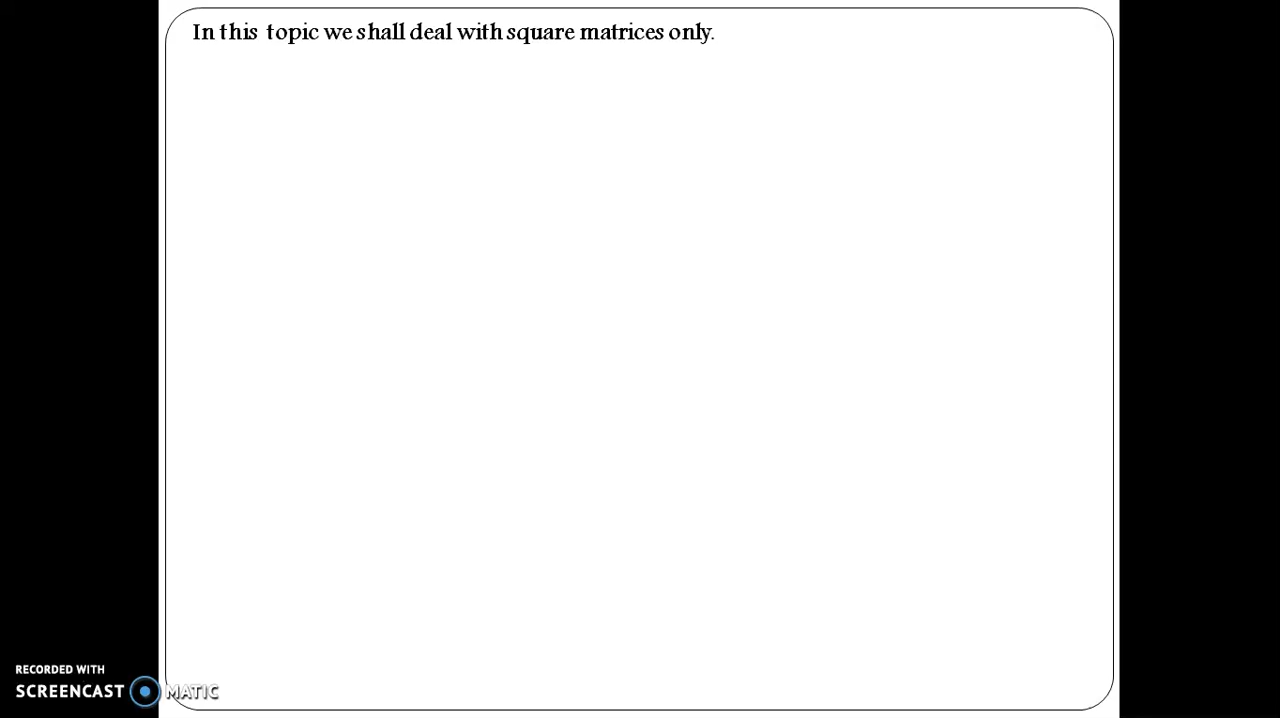 In this topic we shall deal with square matrices only.
RECORDED WITH
SCREENCAST MATIC